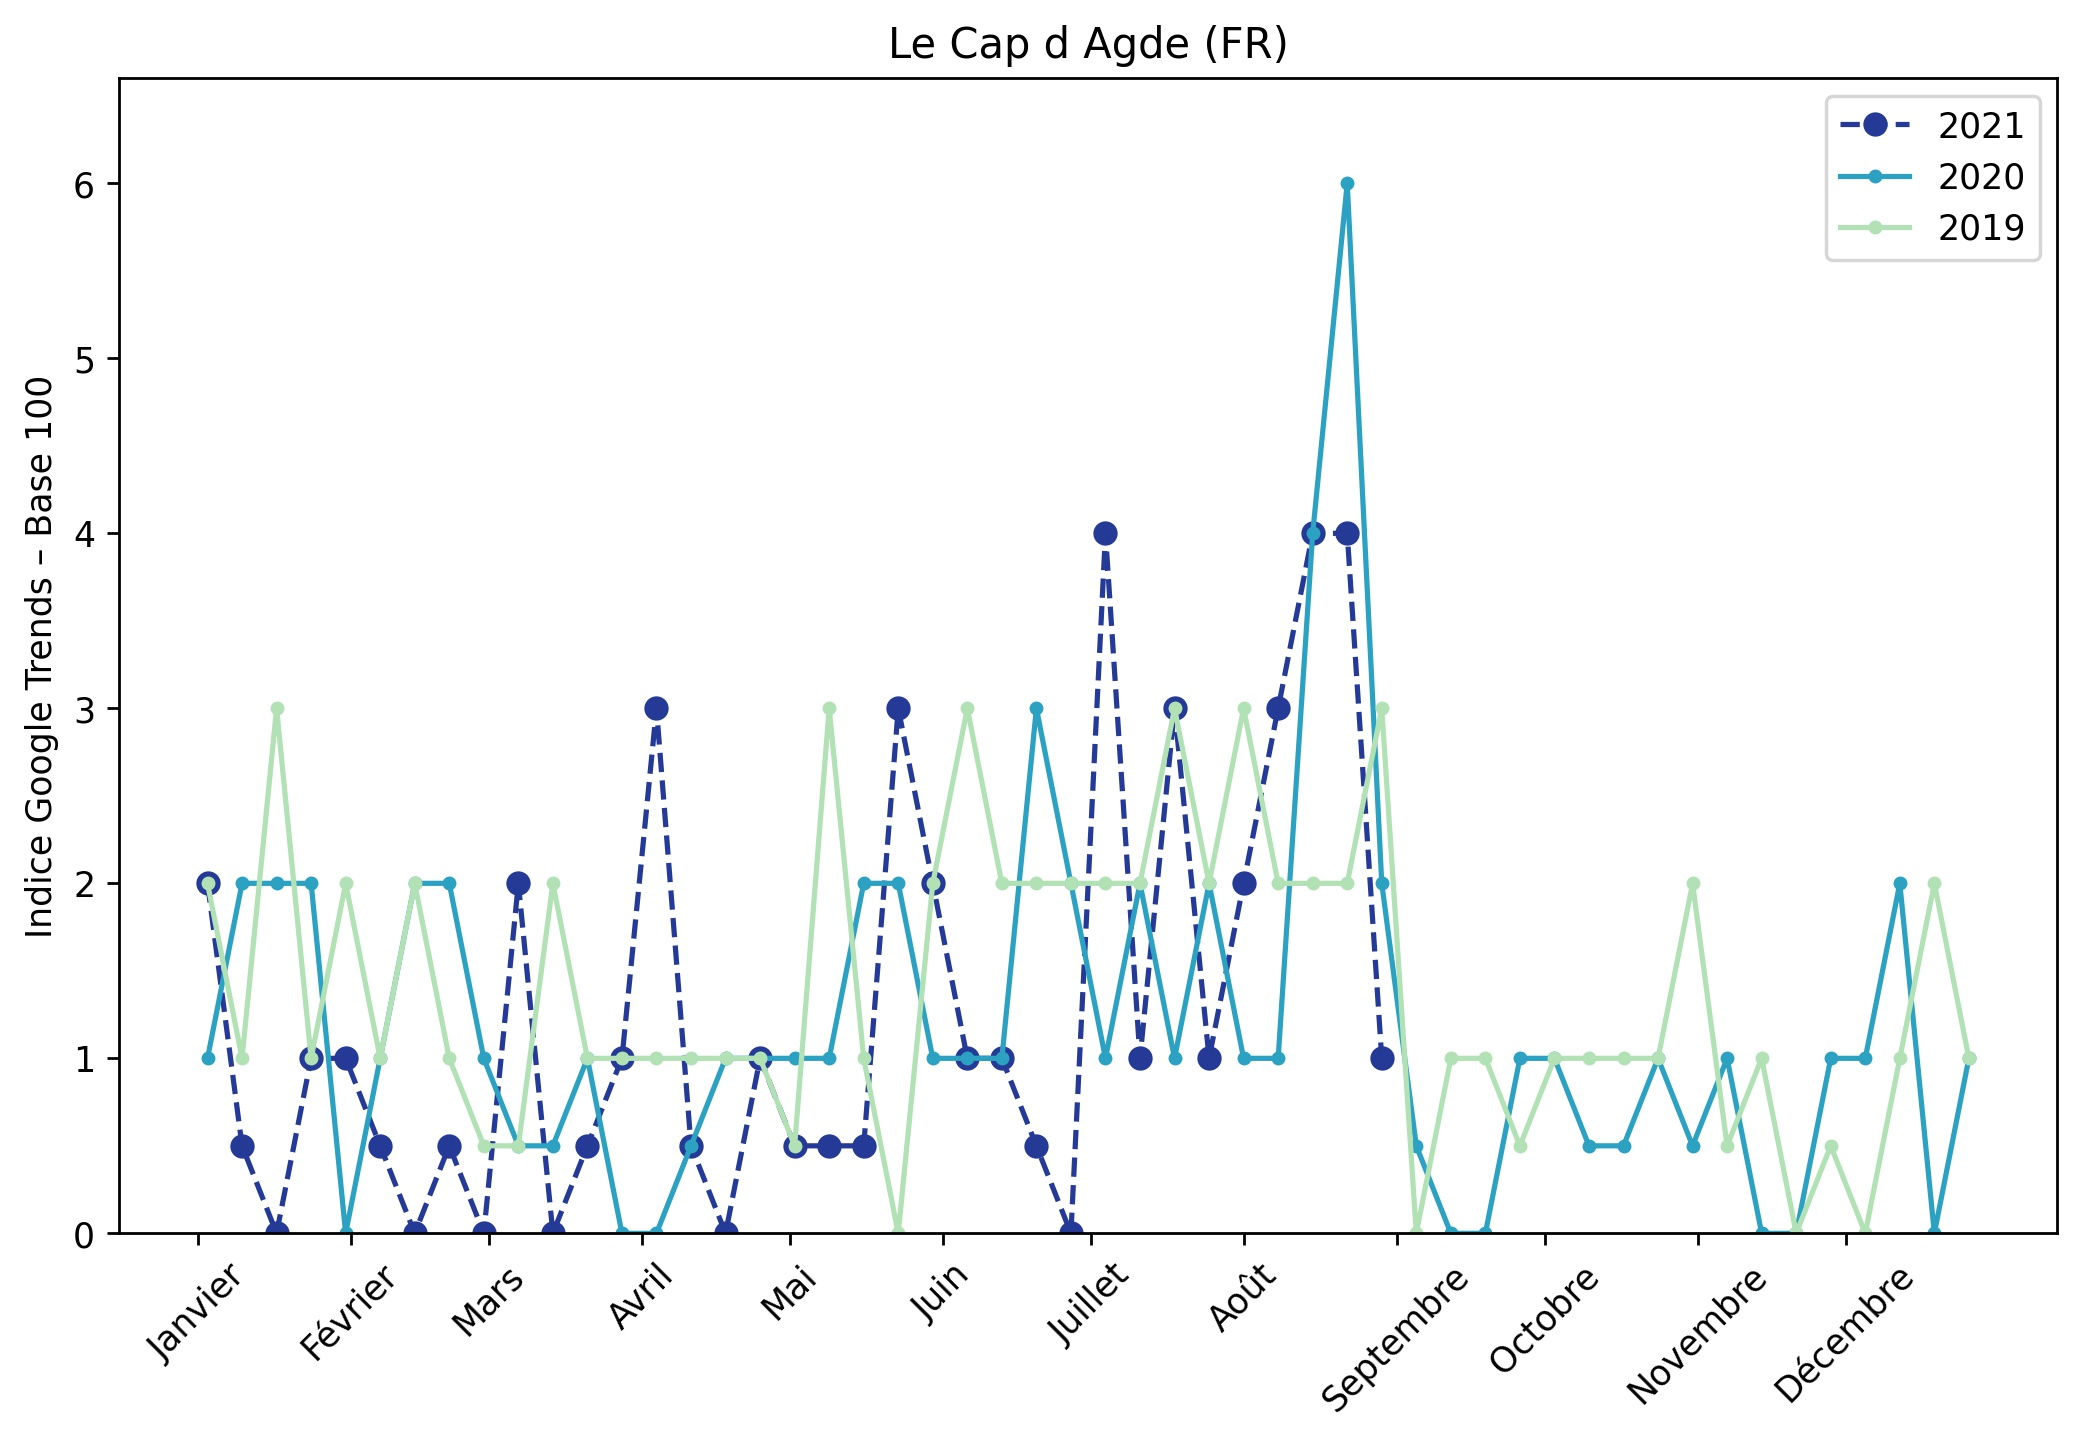 Le Cap d Agde (FR)
Indice Google Trends – Base 100
6
5
4
3
2
1
0
2021
2020
2019
Janvier
Février
Mars
Avril
Mai
Juin
Juillet
Août
Septembre
Octobre
Novembre
Décembre